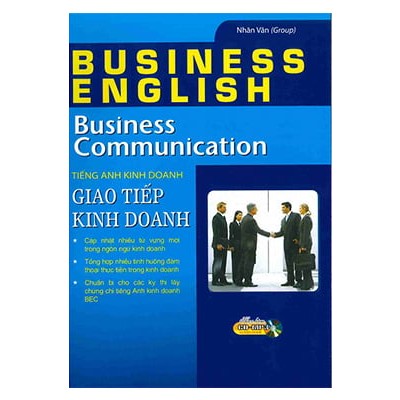 Nhân Văn (Group)
BUSINESS
ENGLISH
Business
Communication
TIẾNG ANH KINH DOANH
GIAO TIẾP
KINH DOANH
Cập nhật nhiều từ vựng mới
trong ngôn ngữ kinh doanh
Tổng hợp nhiều tình huống đàm
thoại thực tiễn trong kinh doanh
Chuẩn bị cho các kỳ thi lấy
chứng chỉ tiếng Anh kinh doanh
BEC
CD-MP3